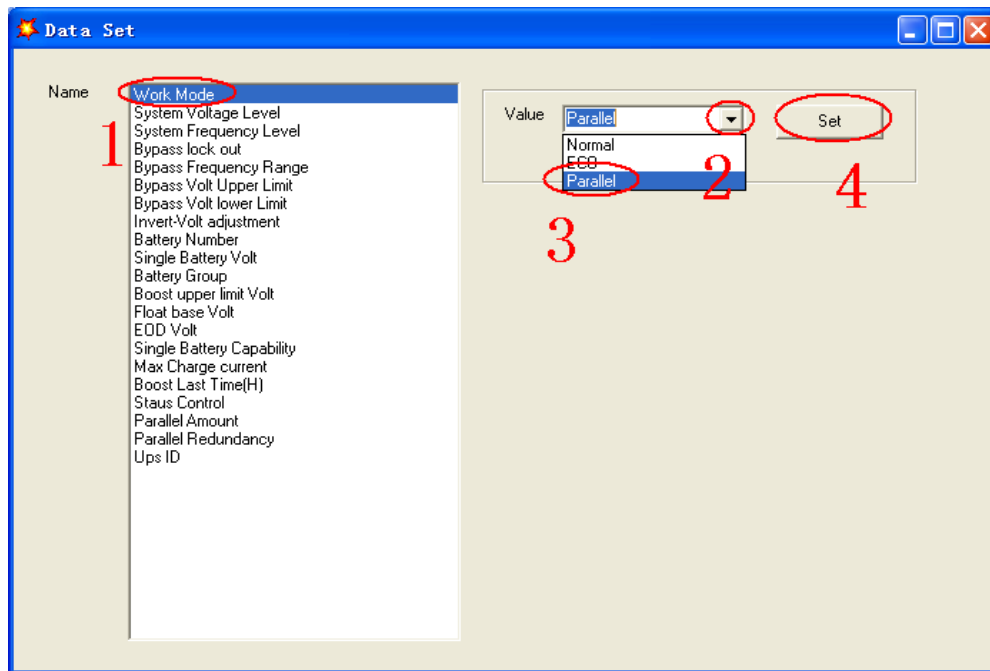 Data Set
Name
Work Mode
System Voltage Level
System Frequency Level
Bypass lock out
Bypass Frequency Range
Bypass Volt Upper Limit
Bypass Volt lower Limit
Invert-Volt adjustment
Battery Number
Single Battery Volt
Battery Group
Boost upper limit Volt
Float base Volt
EOD Volt
Single Battery Capability
Max Charge current
Boost Last Time(H)
Staus Control
Parallel Amount
Parallel Redundancy
Ups ID
1
Value
Parallel
Normal
ECO
Parallel
2
3
Set
4